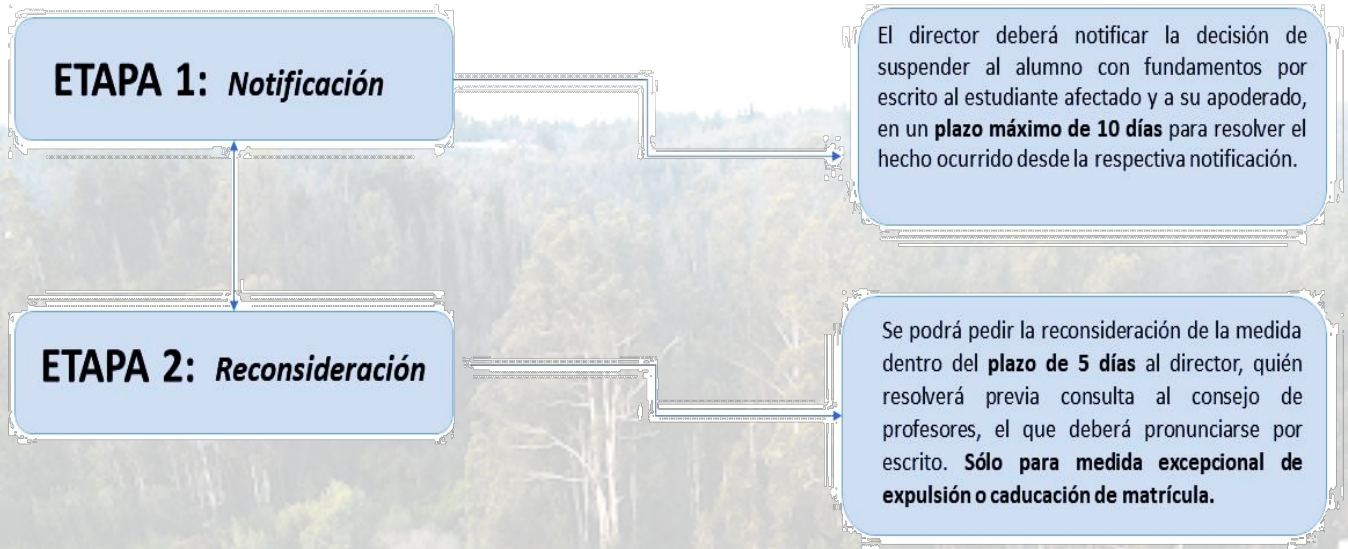 ETAPA 1: Notificación
El director deberá notificar la decisión de
suspender al alumno con fundamentos por
escrito al estudiante afectado y a su apoderado,
en un plazo máximo de 10 días para resolver el
hecho ocurrido desde la respectiva notificación.
ETAPA 2: Reconsideración
Se podrá pedir la reconsideración de la medida
dentro del plazo de 5 días al director, quién
resolverá previa consulta al consejo de
profesores, el que deberá pronunciarse por
escrito. Sólo para medida excepcional de
expulsión o caducación de matrícula.